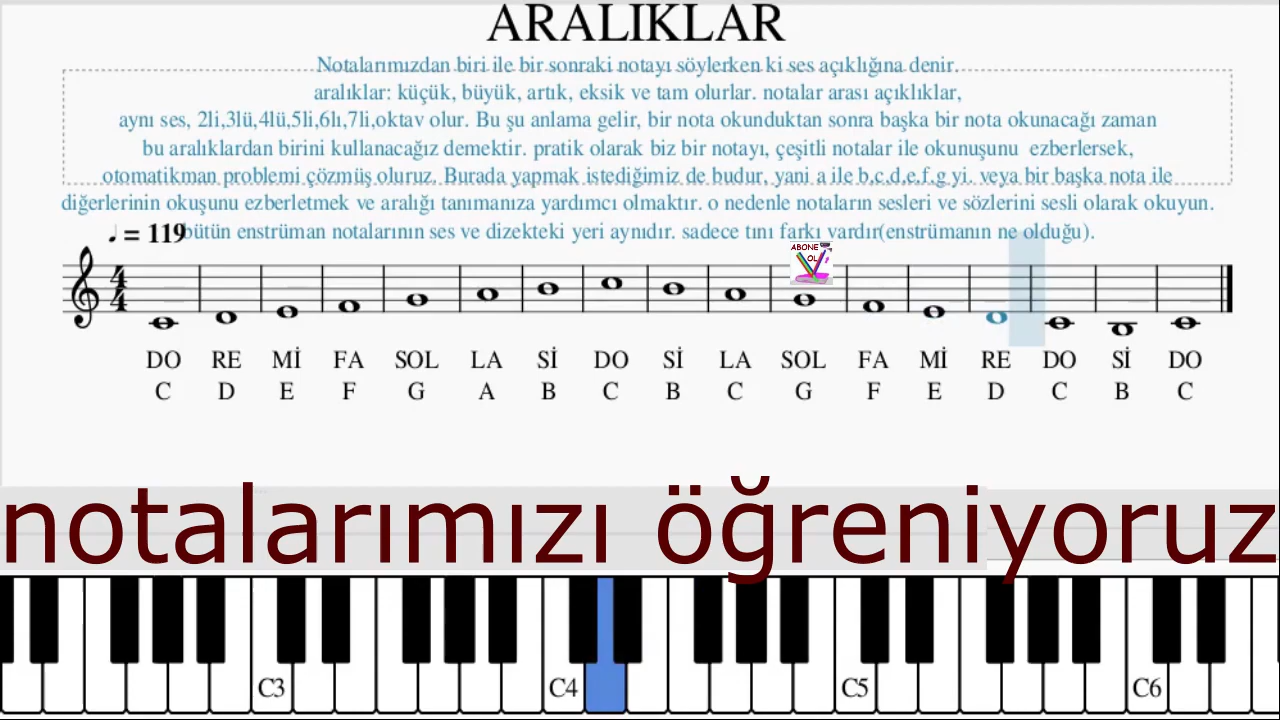 ARALIKLAR
Notalarımızdan biri ile bir sonraki notayı söylerken ki ses açıklığına denir.
aralıklar: küçük, büyük, artık, eksik ve tam olurlar. notalar arası açıklıklar,
aynı ses, 2li,3lü,4lü,5li,6lı,7li,oktav olur. Bu şu anlama gelir, bir nota okunduktan sonra başka bir nota okunacağı zaman
bu aralıklardan birini kullanacağız demektir. pratik olarak biz bir notayı, çeşitli notalar ile okunuşunu ezberlersek,
otomatikman problemi çözmüş oluruz. Burada yapmak istediğimiz de budur, yani a ile b,c,d,e,f,g yi. veya bir başka nota ile
diğerlerinin okuşunu ezberletmek ve aralığı tanımanıza yardımcı olmaktır. o nedenle notaların sesleri ve sözlerini sesli olarak okuyun.
bütün enstrüman notalarının ses ve dizekteki yeri aynıdır. sadece tını farkı vardır(enstrümanın ne olduğu).
♩ = 119
ABONE
OL
4
4
DO RE Mİ FA SOL LA Sİ DO Sİ LA SOL FA Mİ RE DO Sİ DO
C D E F G A B C B C G F E D C B C
notalarımızı öğreniyoruz
C3 C4 C5 C6